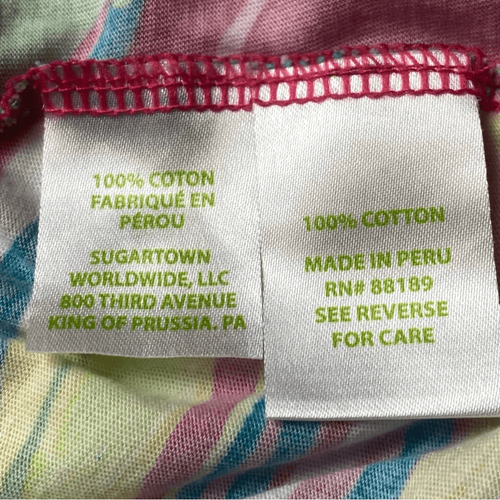 100% COTON
FABRIQUÉ EN
PÉROU
SUGARTOWN
WORLDWIDE, LLC
800 THIRD AVENUE
KING OF PRUSSIA. PA
100% COTTON
MADE IN PERU
RN# 88189
SEE REVERSE
FOR CARE